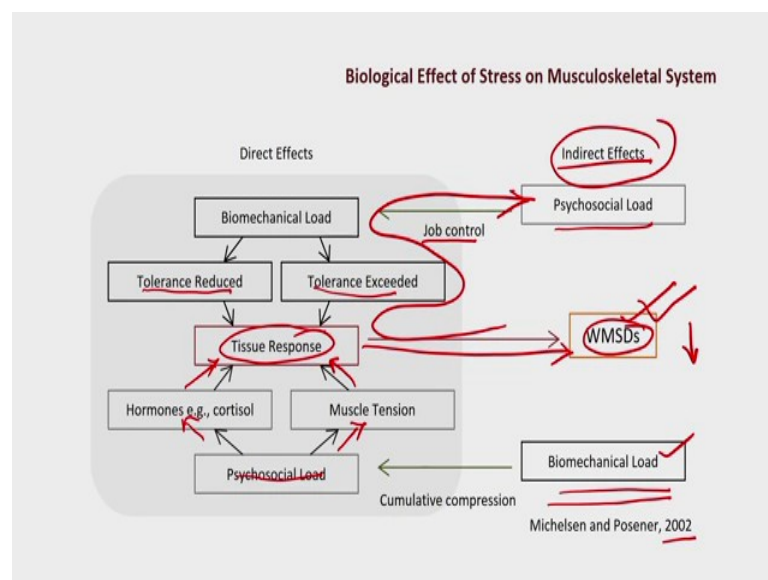 Biological Effect of Stress on Musculoskeletal System
Direct Effects
Indirect Effects
Biomechanical Load
Psychosocial Load
Job control
Tolerance Reduced
Tolerance Exceeded
Tissue Response
WMSDs
Hormones e.g., cortisol
Muscle Tension
Psychosocial Load
Biomechanical Load
Cumulative compression
Michelsen and Posener, 2002